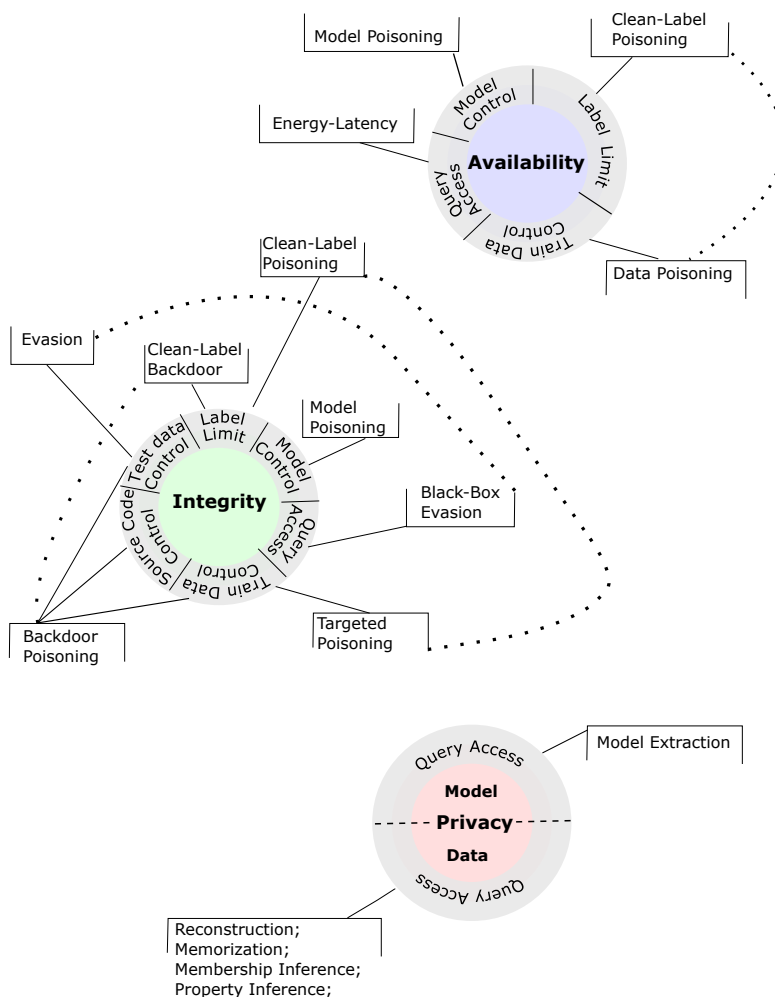 Clean-Label
Poisoning
Model Poisoning
Energy-Latency
Model
Control
Label Limit
Query
Access
Train Data
Control
Availability
Data Poisoning
Clean-Label
Poisoning
Evasion
Clean-Label
Backdoor
Model
Poisoning
Black-Box
Evasion
Test data
Control
Label
Limit
Model
Control
Query
Access
Train Data
Control
Source Code
Control
Integrity
Backdoor
Poisoning
Targeted
Poisoning
Model Extraction
Query Access
Model
Privacy
Data
Query Access
Reconstruction;
Memorization;
Membership Inference;
Property Inference;